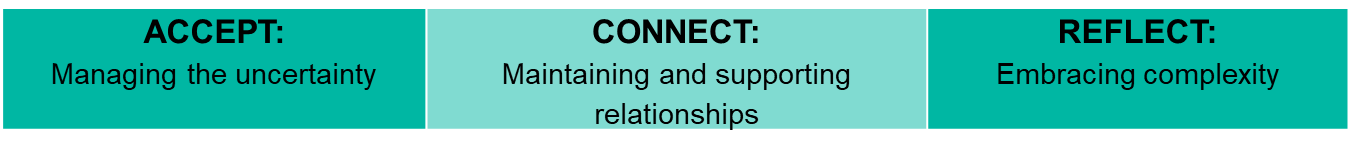 ACCEPT:
Managing the uncertainty
CONNECT:
Maintaining and supporting
relationships
REFLECT:
Embracing complexity